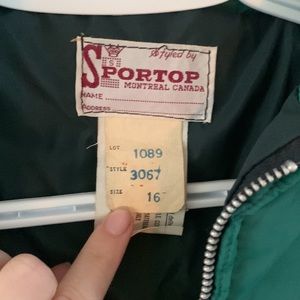 Styled by
SPORTOP
MONTREAL CANADA
NAME
ADDRESS
LOT 1089
STYLE 3067
SIZE 16